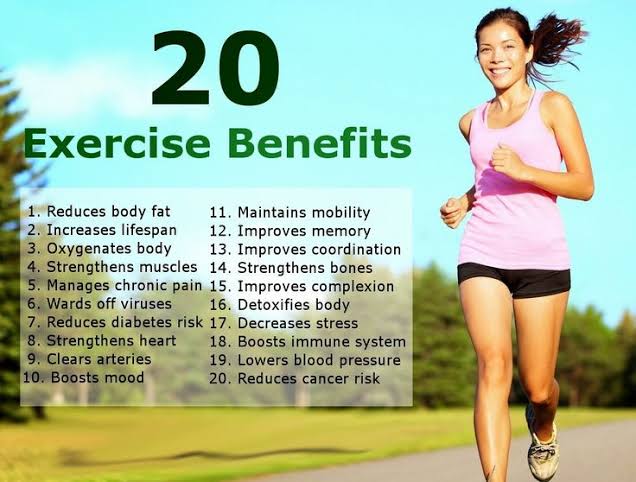 20
Exercise Benefits
1. Reduces body fat
2. Increases lifespan
3. Oxygenates body
4. Strengthens muscles
5. Manages chronic pain
6. Wards off viruses
7. Reduces diabetes risk
8. Strengthens heart
9. Clears arteries
10. Boosts mood
11. Maintains mobility
12. Improves memory
13. Improves coordination
14. Strengthens bones
15. Improves complexion
16. Detoxifies body
17. Decreases stress
18. Boosts immune system
19. Lowers blood pressure
20. Reduces cancer risk